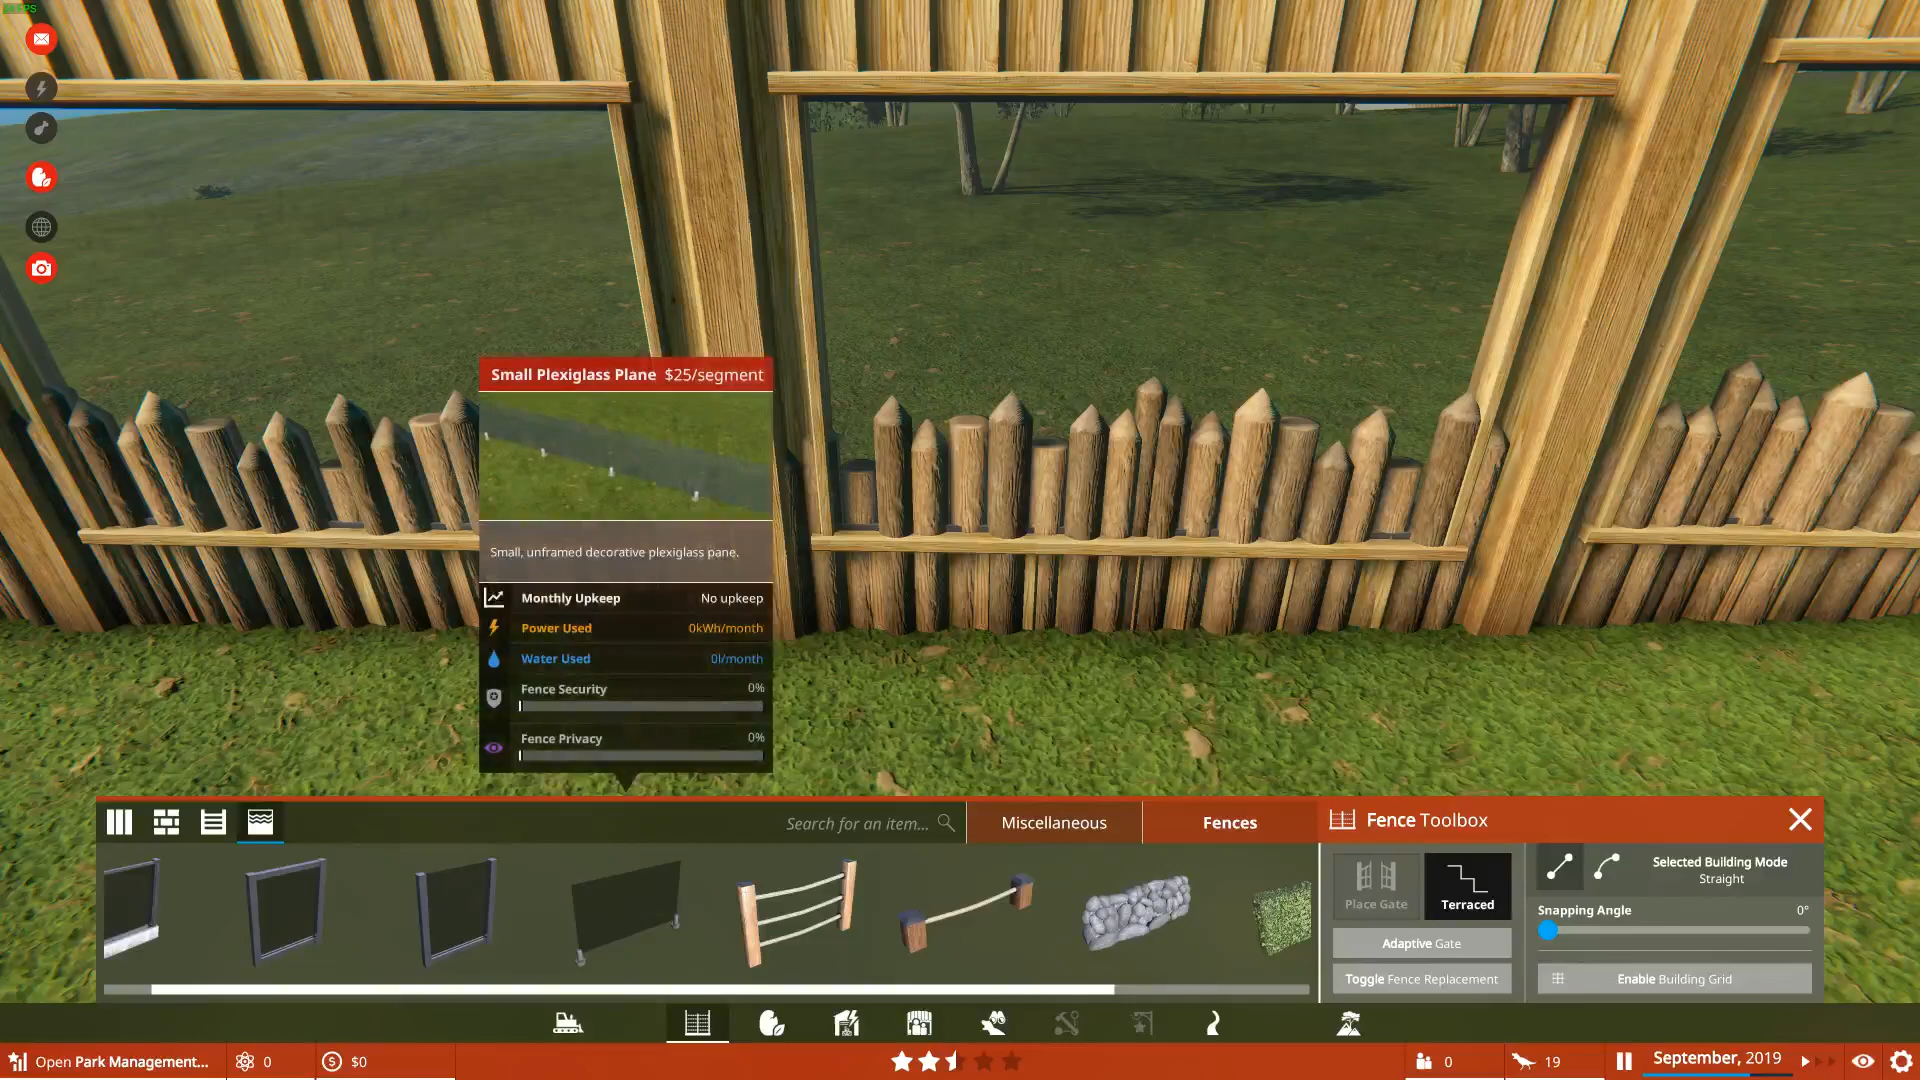 Small Plexiglass Plane $25/segment
Small, unframed decorative plexiglass pane.
Monthly Upkeep No upkeep
Power Used 0kWh/month
Water Used 0l/month
Fence Security 0%
Fence Privacy 0%
Search for an item...
Miscellaneous
Fences
Fence Toolbox
Place Gate
Terraced
Adaptive Gate
Toggle Fence Replacement
Selected Building Mode
Straight
Snapping Angle 0°
Enable Building Grid
Open Park Management...
0
$0
0
19
September, 2019